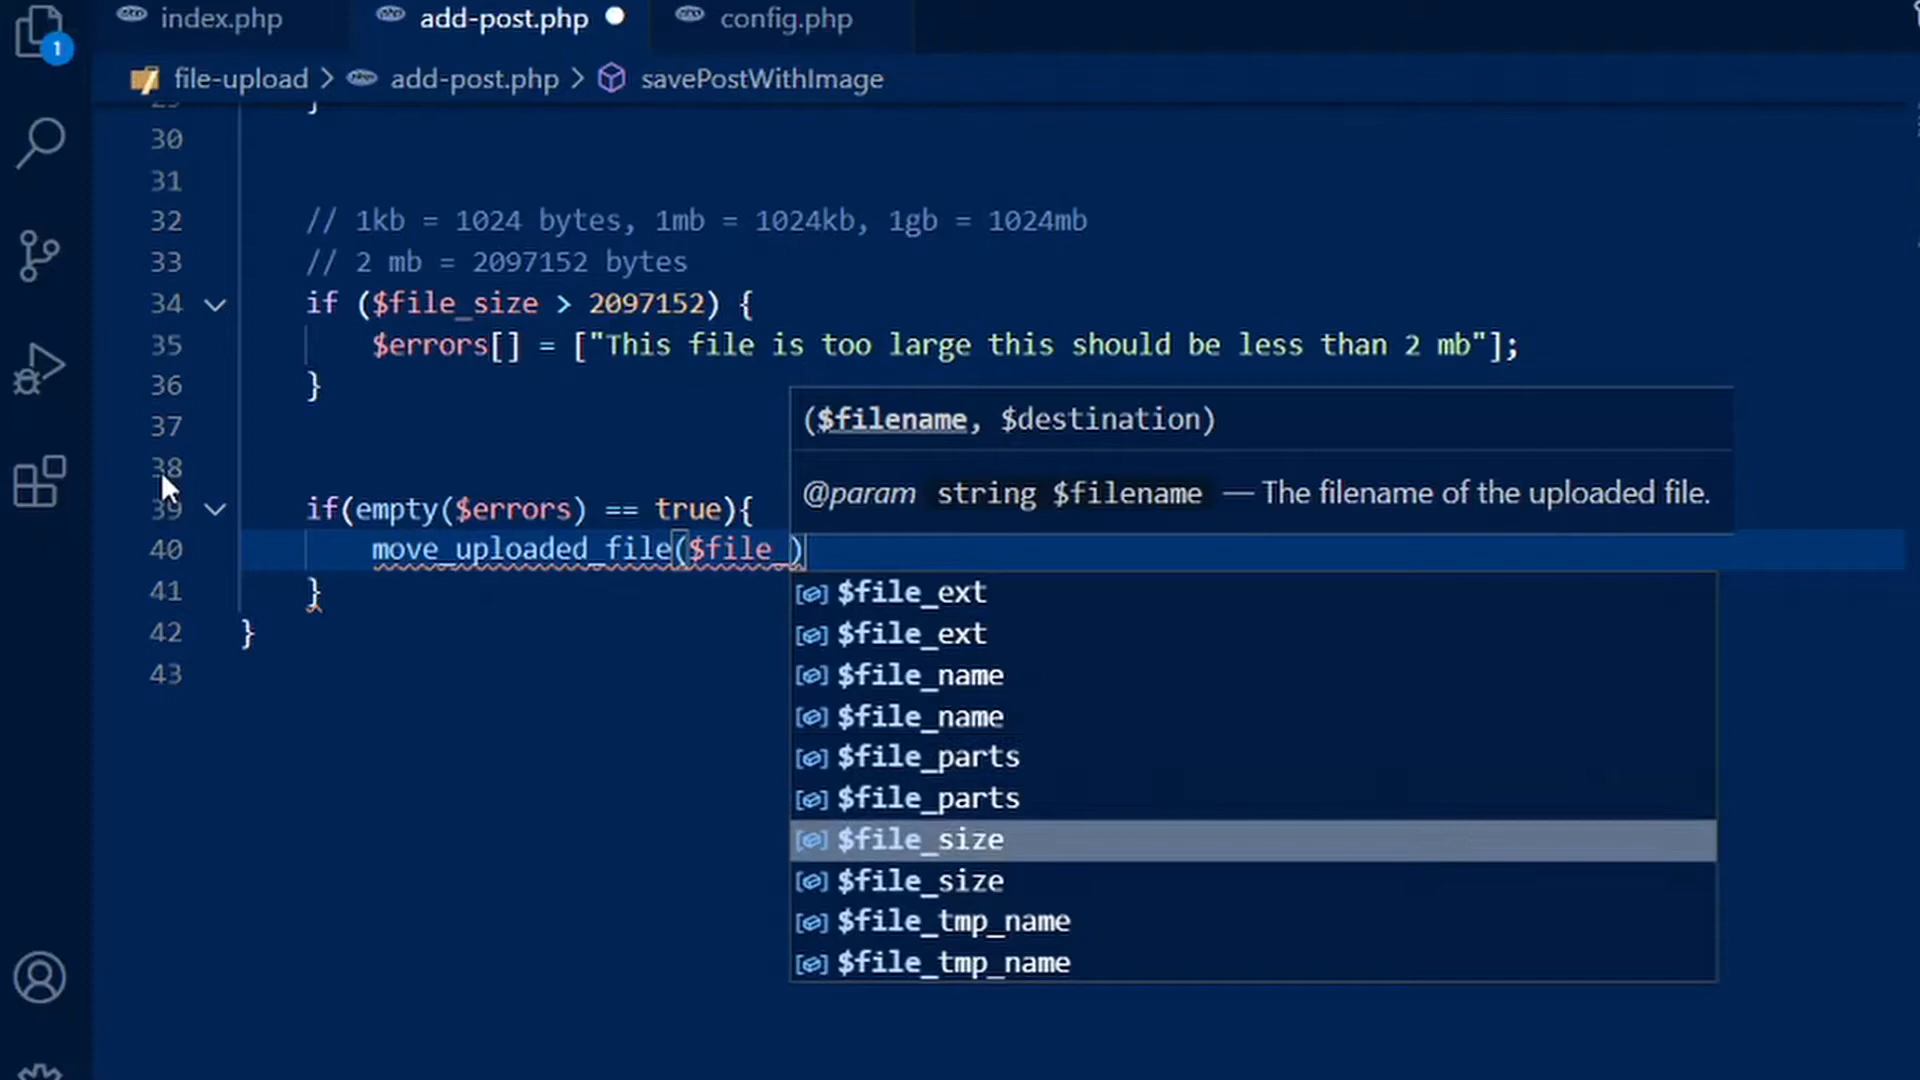 index.php
add-post.php
config.php
1
file-upload > add-post.php > savePostWithImage
29 }
30
31
32 // 1kb = 1024 bytes, 1mb = 1024kb, 1gb = 1024mb
33 // 2 mb = 2097152 bytes
34 if ($file_size > 2097152) {
35 $errors[] = ["This file is too large this should be less than 2 mb"];
36 }
37
($filename, $destination)
38
@param string $filename — The filename of the uploaded file.
39 if(empty($errors) == true){
40 move_uploaded_file($file_)
41 }
42 }
43
$file_ext
$file_ext
$file_name
$file_name
$file_parts
$file_parts
$file_size
$file_size
$file_tmp_name
$file_tmp_name